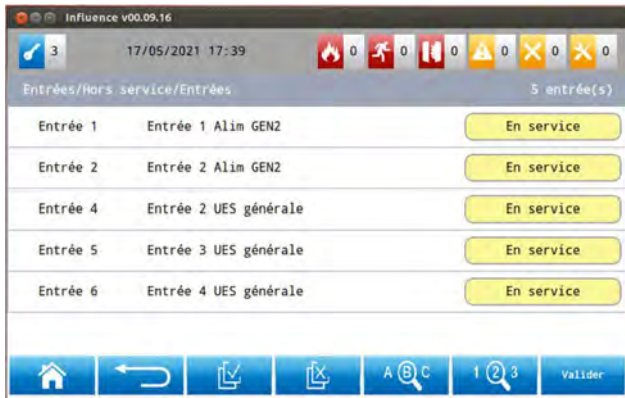 Influence v00.09.16
3 17/05/2021 17:39 0 0 0 0 0 0
Entrées/Hors service/Entrées 5 entrée(s)
Entrée 1 Entrée 1 Alim GEN2 En service
Entrée 2 Entrée 2 Alim GEN2 En service
Entrée 4 Entrée 2 UES générale En service
Entrée 5 Entrée 3 UES générale En service
Entrée 6 Entrée 4 UES générale En service
A B C 1 2 3 Valider